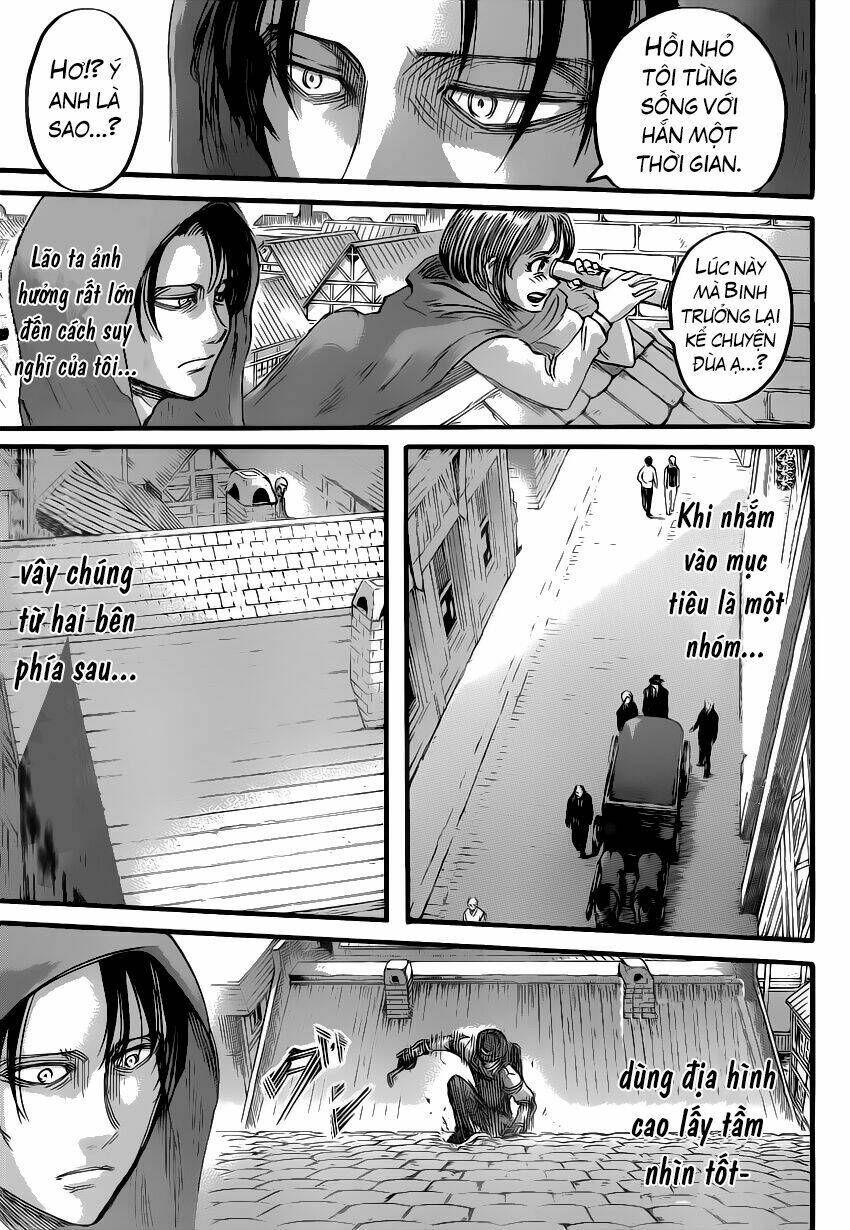 HỒI NHỎ
TÔI TỪNG
SỐNG VỚI
HẮN MỘT
THỜI GIAN.
HƠ!? Ý
ANH LÀ
SAO...?
LÚC NÀY
MÀ BINH
TRƯỞNG LẠI
KỂ CHUYỆN
ĐÙA Ạ...?
Lão ta ảnh
hưởng rất lớn
đến cách suy
nghĩ của tôi...
Khi nhắm
vào mục
tiêu là một
nhóm...
vây chúng
từ hai bên
phía sau...
dùng địa hình
cao lấy tầm
nhìn tốt-